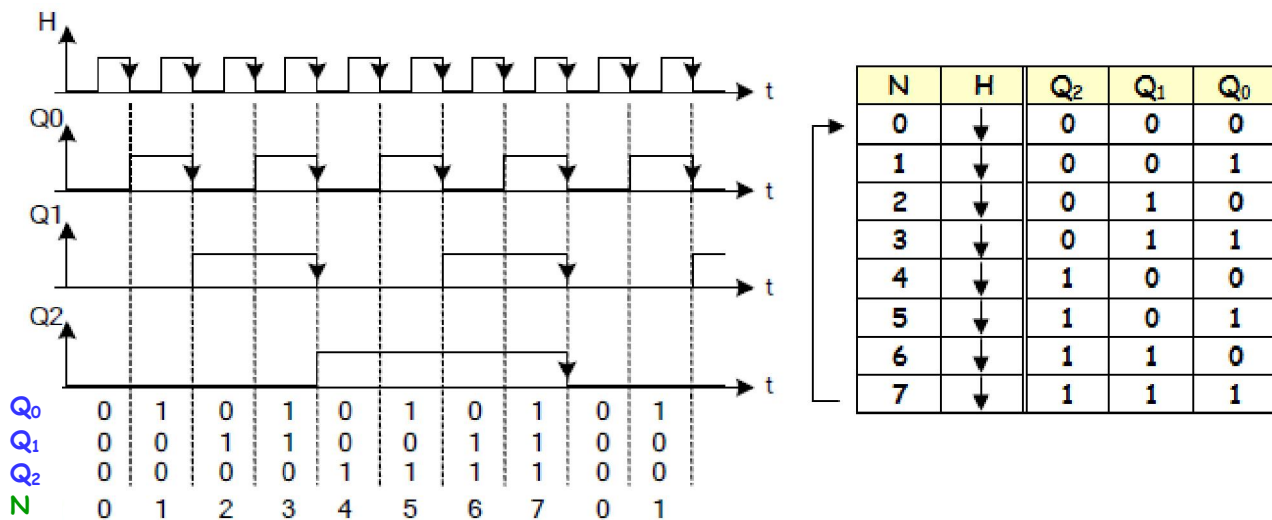 H
t
Q0
t
Q1
t
Q2
t
Q₀ 0 1 0 1 0 1 0 1 0 1
Q₁ 0 0 1 1 0 0 1 1 0 0
Q₂ 0 0 0 0 1 1 1 1 0 0
N 0 1 2 3 4 5 6 7 0 1
N H Q₂ Q₁ Q₀
0 ↓ 0 0 0
1 ↓ 0 0 1
2 ↓ 0 1 0
3 ↓ 0 1 1
4 ↓ 1 0 0
5 ↓ 1 0 1
6 ↓ 1 1 0
7 ↓ 1 1 1